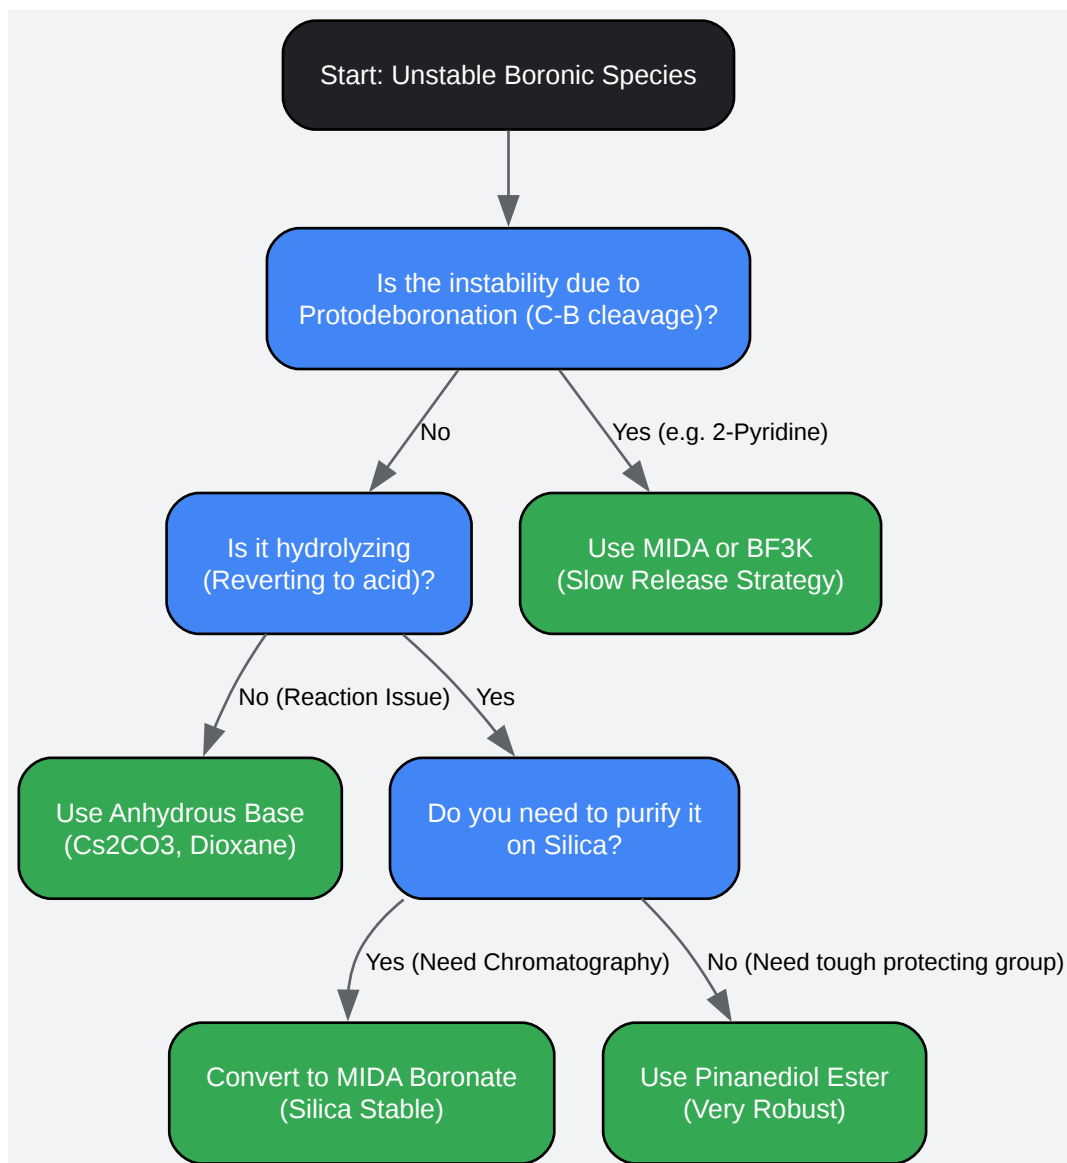 Start: Unstable Boronic Species
Is the instability due to
Protodeboronation (C-B cleavage)?
No
Yes (e.g. 2-Pyridine)
Is it hydrolyzing
(Reverting to acid)?
Use MIDA or BF3K
(Slow Release Strategy)
No (Reaction Issue)
Yes
Use Anhydrous Base
(Cs2CO3, Dioxane)
Do you need to purify it
on Silica?
Yes (Need Chromatography)
No (Need tough protecting group)
Convert to MIDA Boronate
(Silica Stable)
Use Pinanediol Ester
(Very Robust)